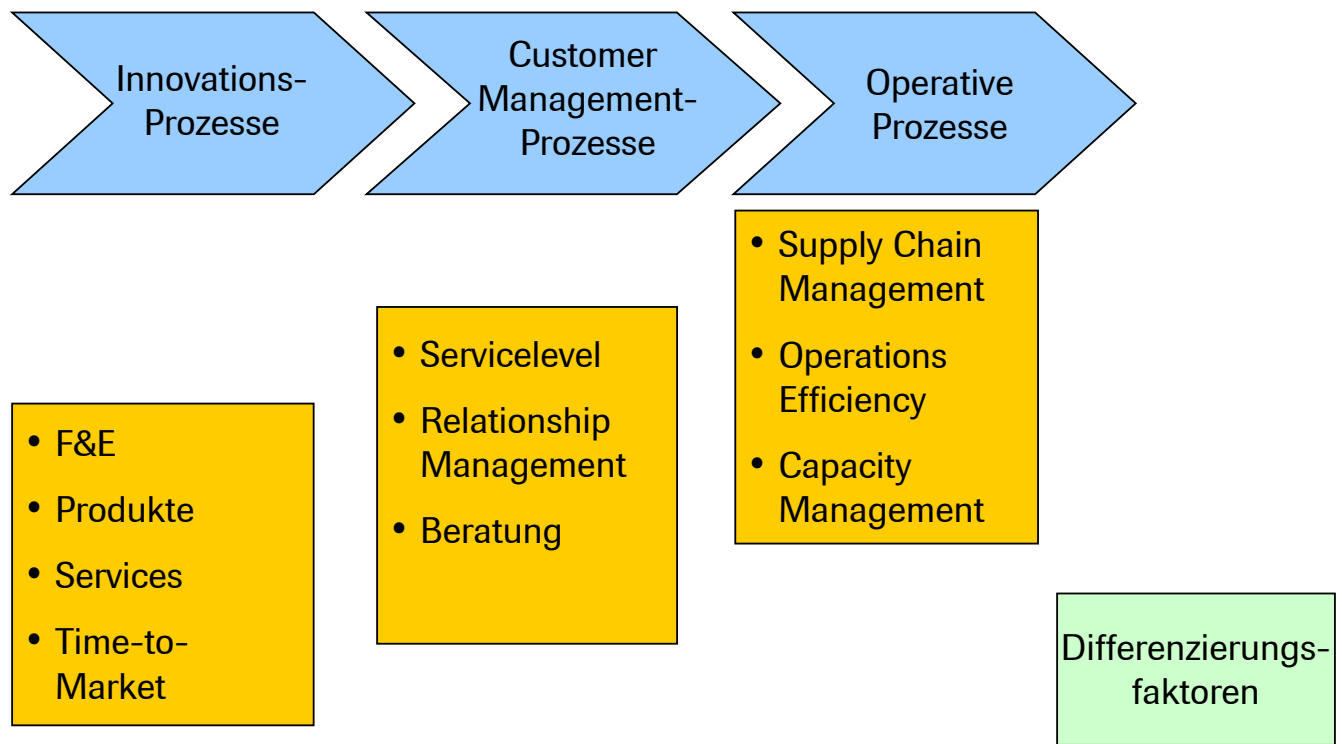 Innovations-
Prozesse
Customer
Management-
Prozesse
Operative
Prozesse
• F&E
• Produkte
• Services
• Time-to-
Market
• Servicelevel
• Relationship
Management
• Beratung
• Supply Chain
Management
• Operations
Efficiency
• Capacity
Management
Differenzierungs-
faktoren